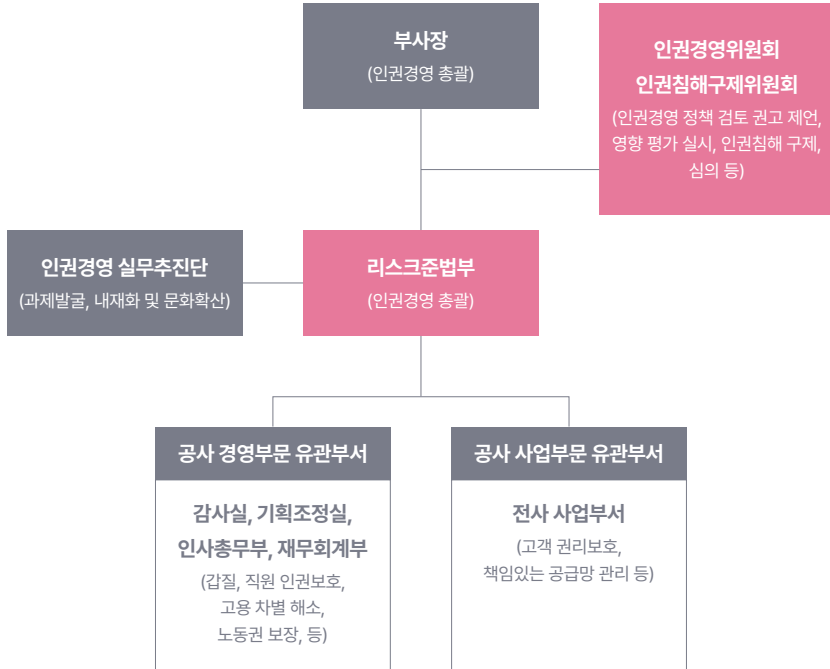 부사장
(인권경영 총괄)
인권경영위원회
인권침해구제위원회
(인권경영 정책 검토 권고 제언,
영향 평가 실시, 인권침해 구제,
심의 등)
인권경영 실무추진단
(과제발굴, 내재화 및 문화확산)
리스크준법부
(인권경영 총괄)
공사 경영부문 유관부서
감사실, 기획조정실,
인사총무부, 재무회계부
(갑질, 직원 인권보호,
고용 차별 해소,
노동권 보장, 등)
공사 사업부문 유관부서
전사 사업부서
(고객 권리보호,
책임있는 공급망 관리 등)